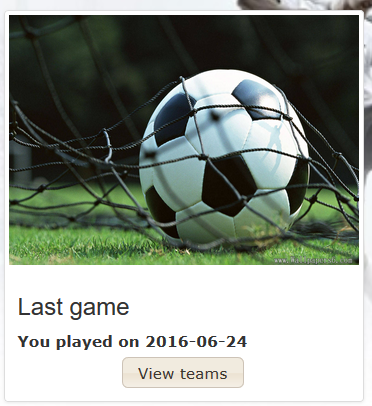 Last game
You played on 2016-06-24
View teams